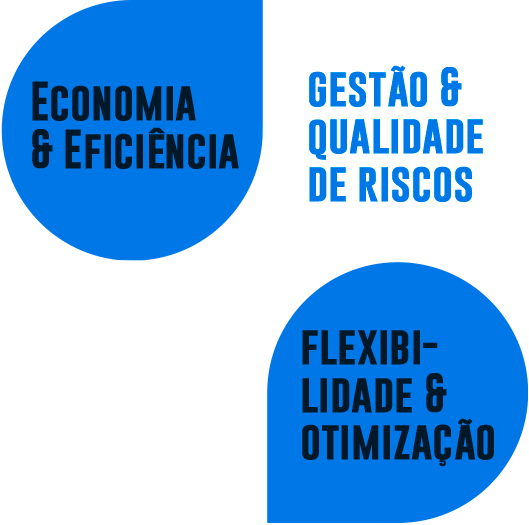 Economia
& Eficiência
GESTÃO &
QUALIDADE
DE RISCOS
FLEXIBI-
LIDADE &
OTIMIZAÇÃO